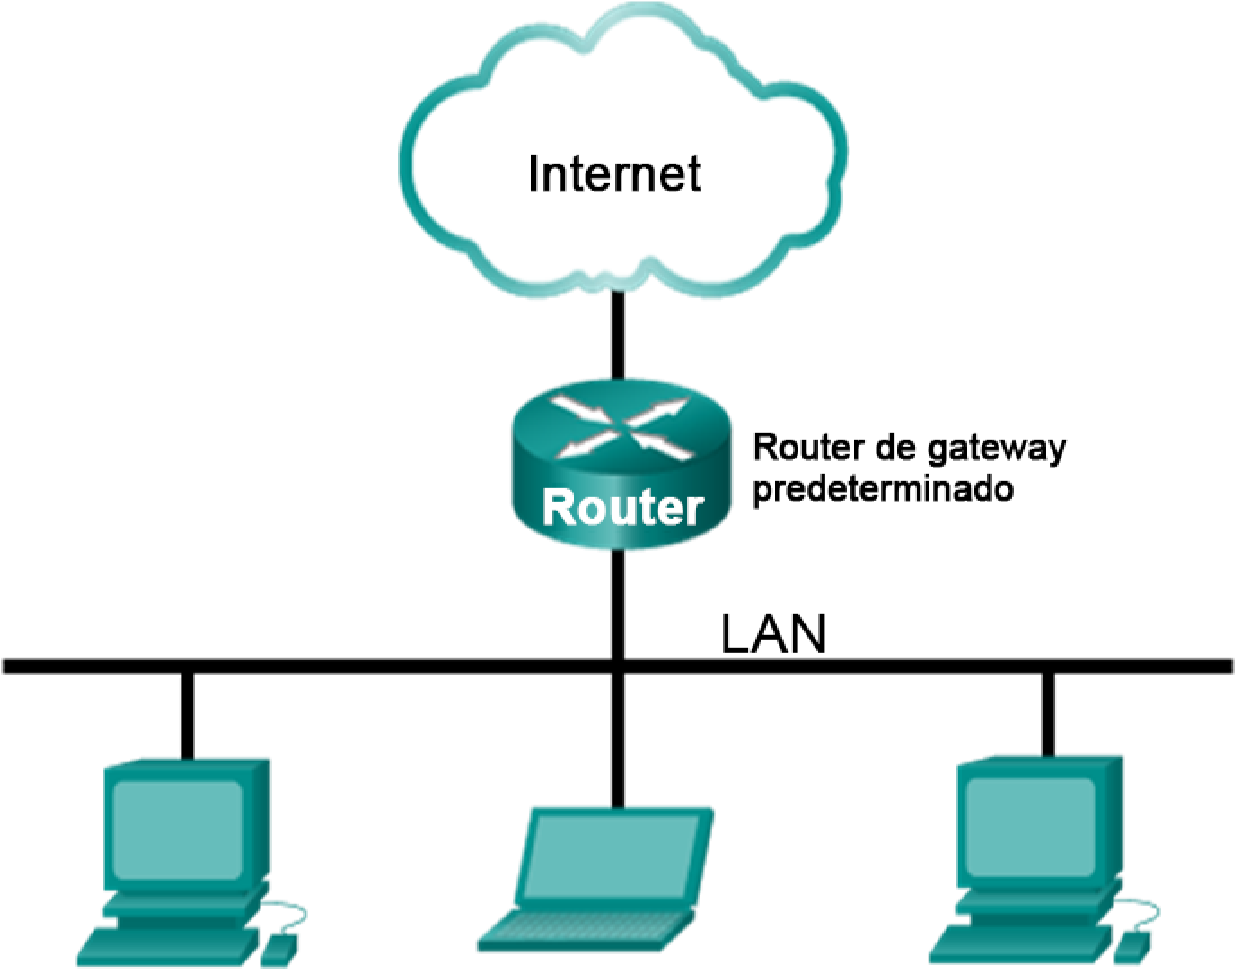 Internet
Router de gateway
predeterminado
Router
LAN